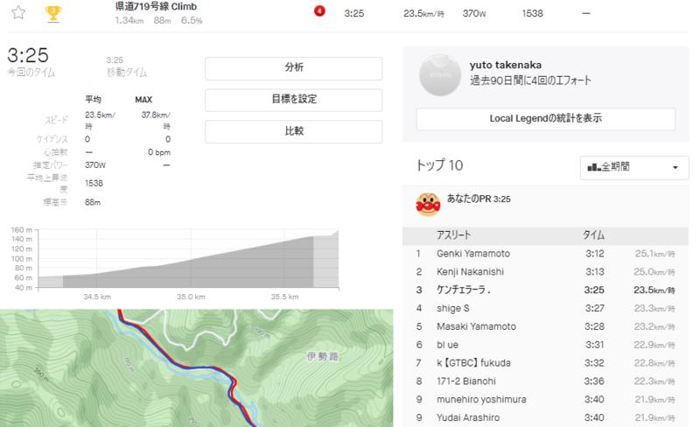 県道719号線 Climb
1.34km 88m 6.5%
4 3:25 23.5km/時 370W 1538 —
3:25
今回のタイム
3:25
移動タイム
分析
目標を設定
比較
平均 MAX
スピード 23.5km/時 37.8km/時
ケイデンス 0 0
心拍数 — 0 bpm
推定パワー 370W —
平均上昇速度 1538
標高差 88m
160 m
140 m
120 m
100 m
80 m
60 m
40 m
34.5 km 35.0 km 35.5 km
伊勢路
yuto takenaka
過去90日間に4回のエフォート
Local Legendの統計を表示
トップ 10
全期間
あなたのPR 3:25
アスリート タイム
1 Genki Yamamoto 3:12 25.1km/時
2 Kenji Nakanishi 3:13 25.0km/時
3 ケンチェラーラ . 3:25 23.5km/時
4 shige S 3:27 23.3km/時
5 Masaki Yamamoto 3:28 23.2km/時
6 bl ue 3:31 22.9km/時
7 k【GTBC】fukuda 3:32 22.8km/時
8 171-2 Bianohi 3:36 22.3km/時
9 munehiro yoshimura 3:40 21.9km/時
9 Yudai Arashiro 3:40 21.9km/時